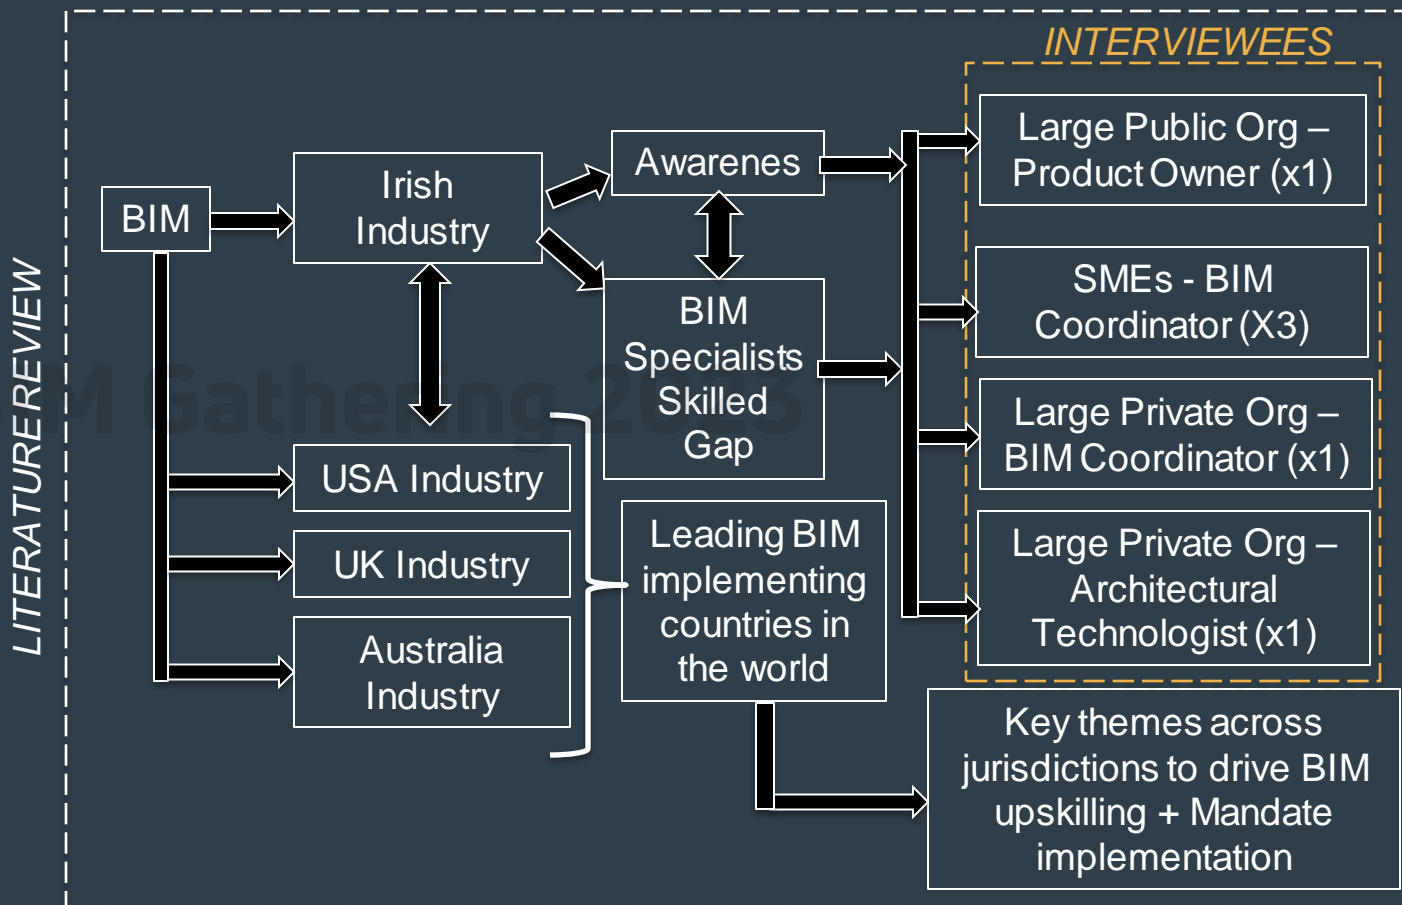 LITERATURE REVIEW
INTERVIEWEES
BIM
Irish
Industry
Awarenes
BIM
Specialists
Skilled
Gap
USA Industry
UK Industry
Australia
Industry
Leading BIM
implementing
countries in
the world
Large Public Org –
Product Owner (x1)
SMEs - BIM
Coordinator (X3)
Large Private Org –
BIM Coordinator (x1)
Large Private Org –
Architectural
Technologist (x1)
Key themes across
jurisdictions to drive BIM
upskilling + Mandate
implementation
M Gathering 2023